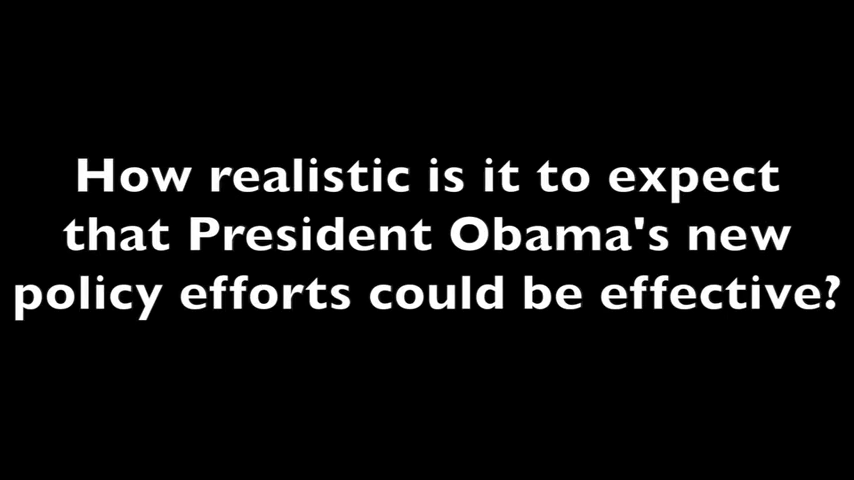 How realistic is it to expect
that President Obama's new
policy efforts could be effective?